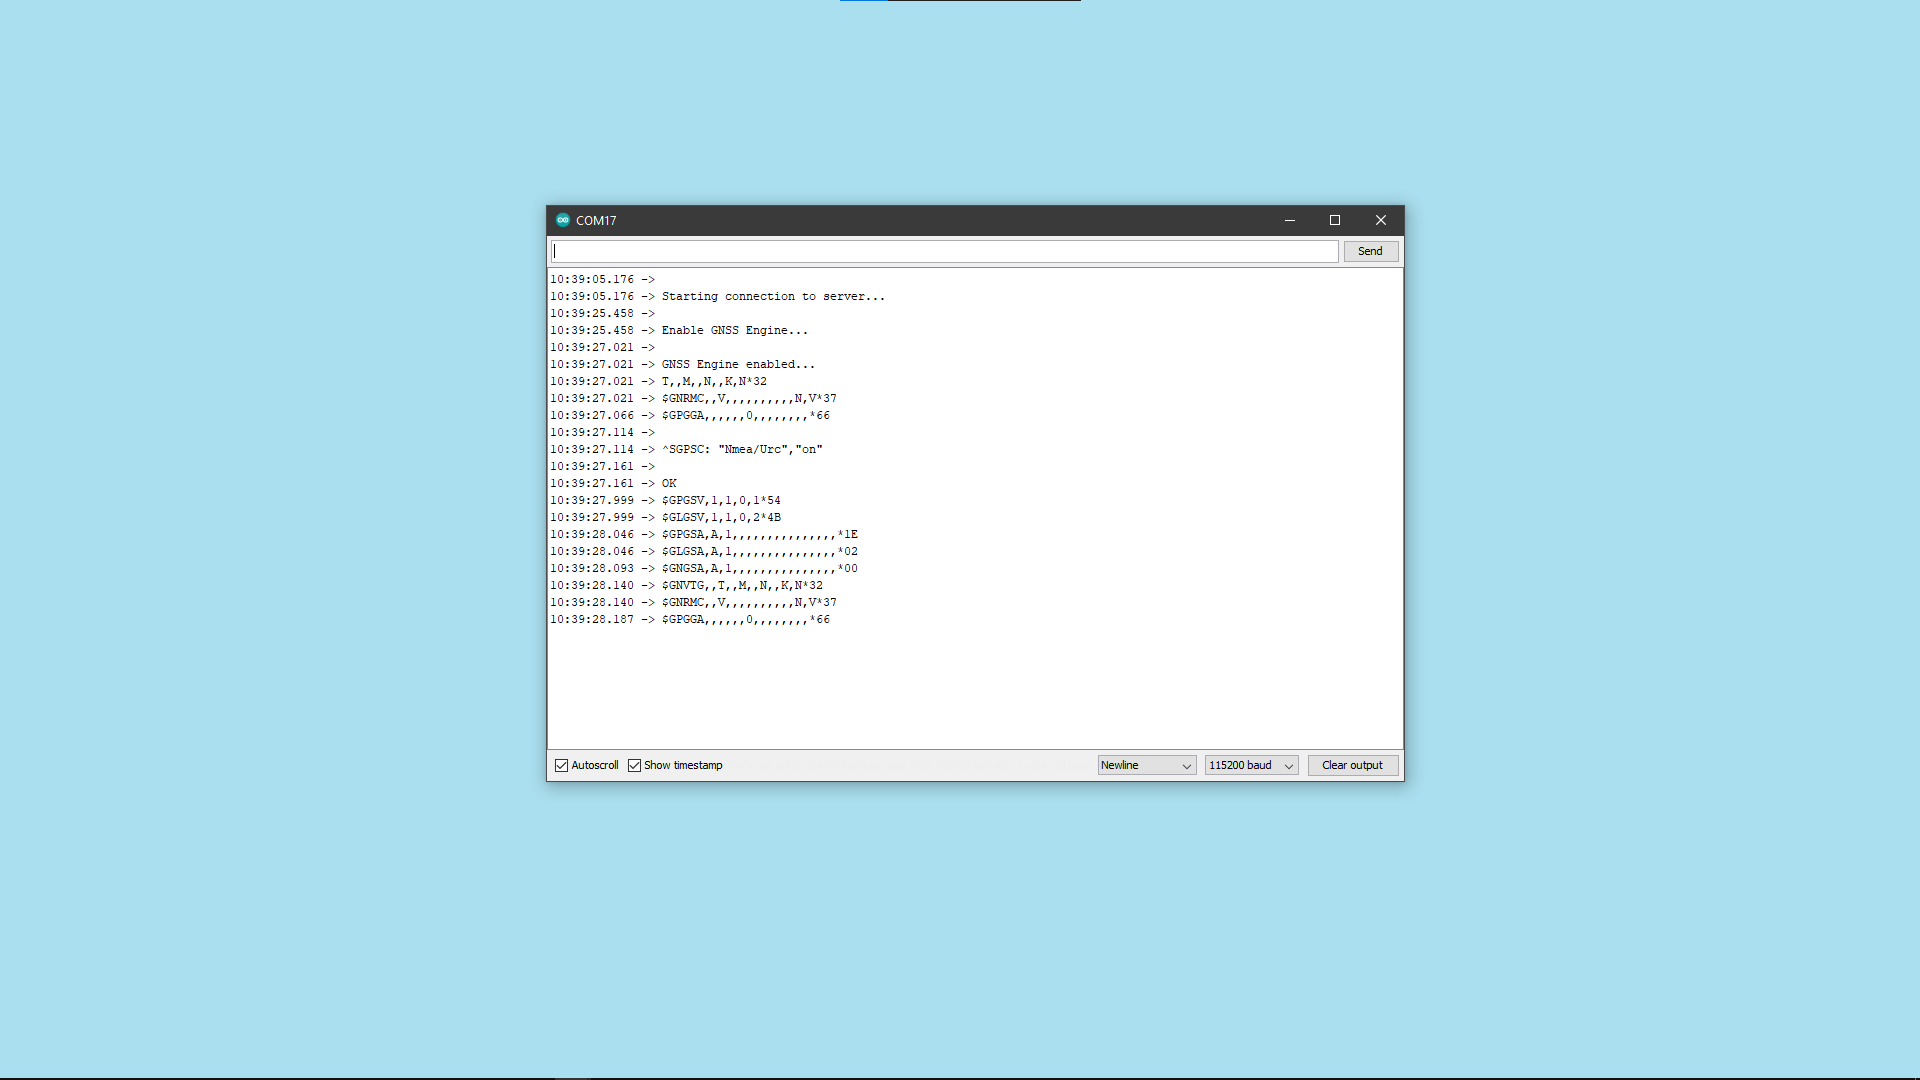 COM17
Send
10:39:05.176 ->
10:39:05.176 -> Starting connection to server...
10:39:25.458 ->
10:39:25.458 -> Enable GNSS Engine...
10:39:27.021 ->
10:39:27.021 -> GNSS Engine enabled...
10:39:27.021 -> T,,M,,N,,K,N*32
10:39:27.021 -> $GNRMC,,V,,,,,,,,,,N,V*37
10:39:27.066 -> $GPGGA,,,,,,0,,,,,,,,*66
10:39:27.114 ->
10:39:27.114 -> ^SGPSC: "Nmea/Urc","on"
10:39:27.161 ->
10:39:27.161 -> OK
10:39:27.999 -> $GPGSV,1,1,0,1*54
10:39:27.999 -> $GLGSV,1,1,0,2*4B
10:39:28.046 -> $GPGSA,A,1,,,,,,,,,,,,,,,*1E
10:39:28.046 -> $GLGSA,A,1,,,,,,,,,,,,,,,*02
10:39:28.093 -> $GNGSA,A,1,,,,,,,,,,,,,,,*00
10:39:28.140 -> $GNVTG,,T,,M,,N,,K,N*32
10:39:28.140 -> $GNRMC,,V,,,,,,,,,,N,V*37
10:39:28.187 -> $GPGGA,,,,,,0,,,,,,,,*66
Autoscroll Show timestamp Newline 115200 baud Clear output